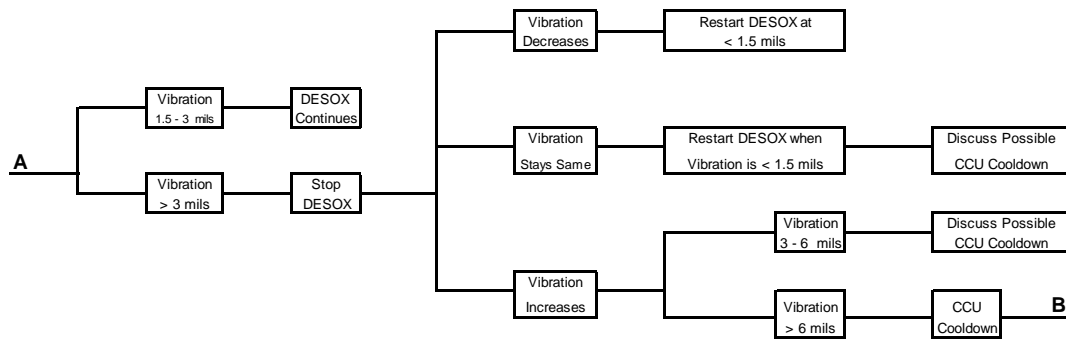 Vibration
Decreases
Restart DESOX at
< 1.5 mils
Vibration
1.5 - 3 mils
DESOX
Continues
A
Vibration
> 3 mils
Stop
DESOX
Vibration
Stays Same
Restart DESOX when
Vibration is < 1.5 mils
Discuss Possible
CCU Cooldown
Vibration
Increases
Vibration
3 - 6 mils
Discuss Possible
CCU Cooldown
Vibration
> 6 mils
CCU
Cooldown
B